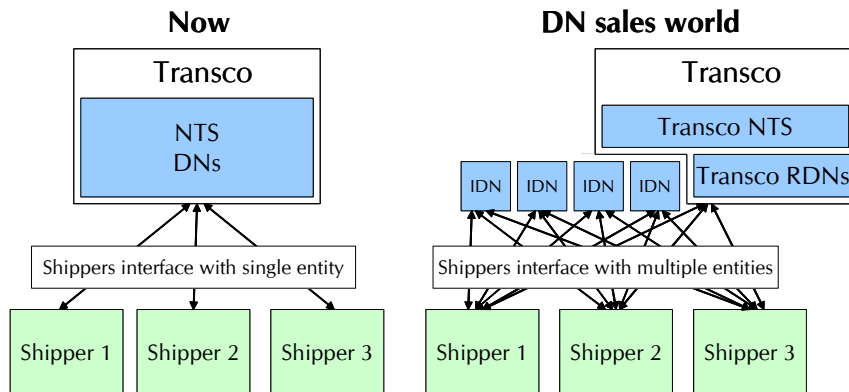 Now
Transco
NTS
DNs
Shippers interface with single entity
Shipper 1
Shipper 2
Shipper 3
DN sales world
Transco
Transco NTS
IDN
IDN
IDN
IDN
Transco RDNs
Shippers interface with multiple entities
Shipper 1
Shipper 2
Shipper 3